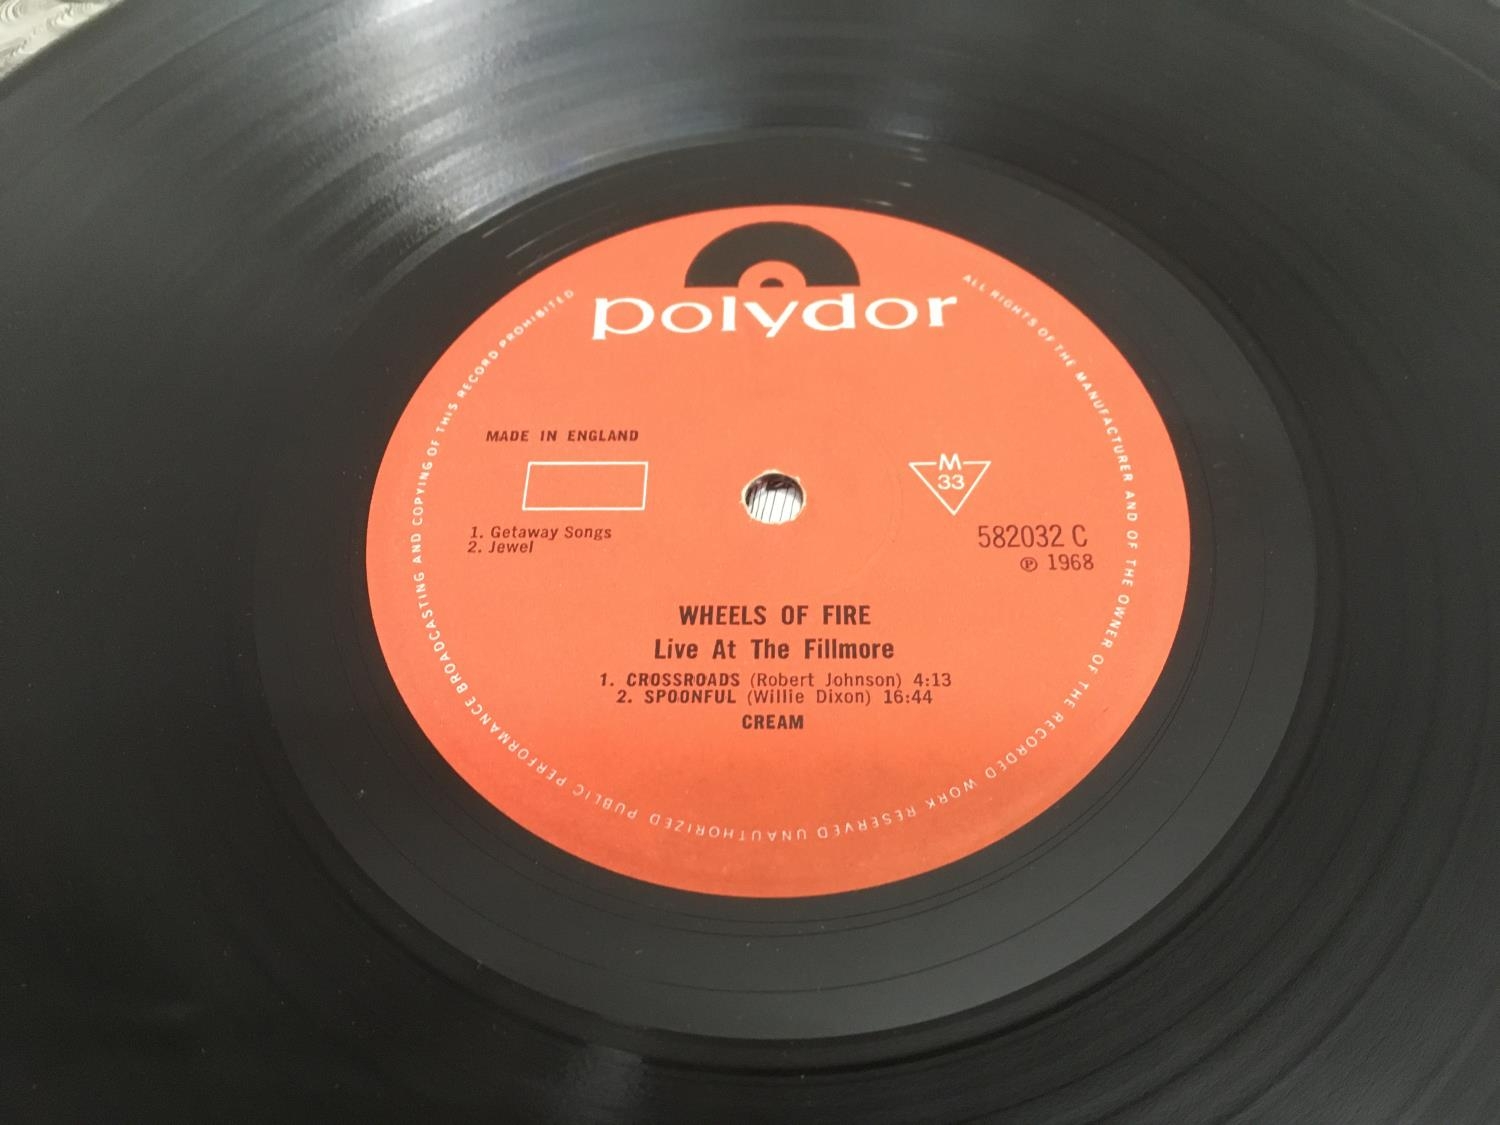 polydor
ALL RIGHTS OF THE MANUFACTURER AND OF THE OWNER OF THE RECORDED WORK RESERVED UNAUTHORIZED PUBLIC PERFORMANCE BROADCASTING AND COPYING OF THIS RECORD PROHIBITED
MADE IN ENGLAND
M
33
1. Getaway Songs
2. Jewel
582032 C
℗ 1968
WHEELS OF FIRE
Live At The Fillmore
1. CROSSROADS (Robert Johnson) 4:13
2. SPOONFUL (Willie Dixon) 16:44
CREAM